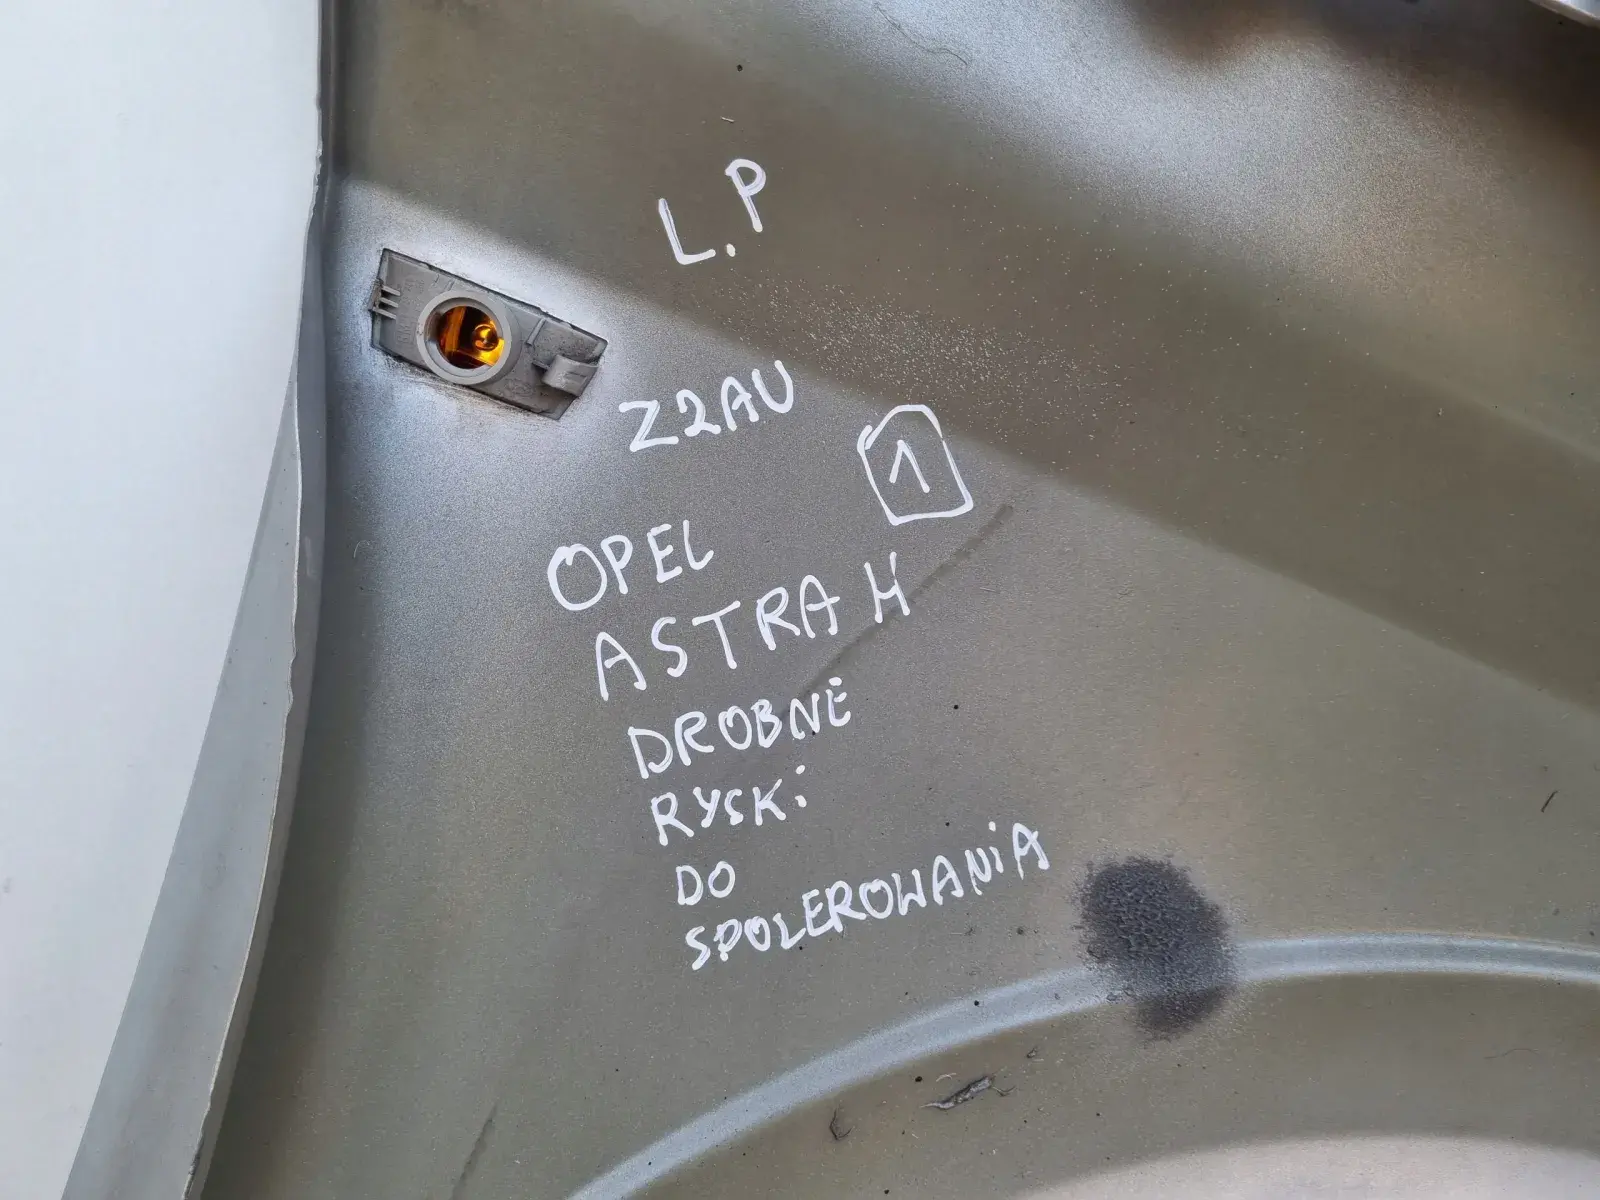 L.P
Z2AU
1
OPEL
ASTRA H
DROBNE
RYSKi
DO
SPOLEROWANiA